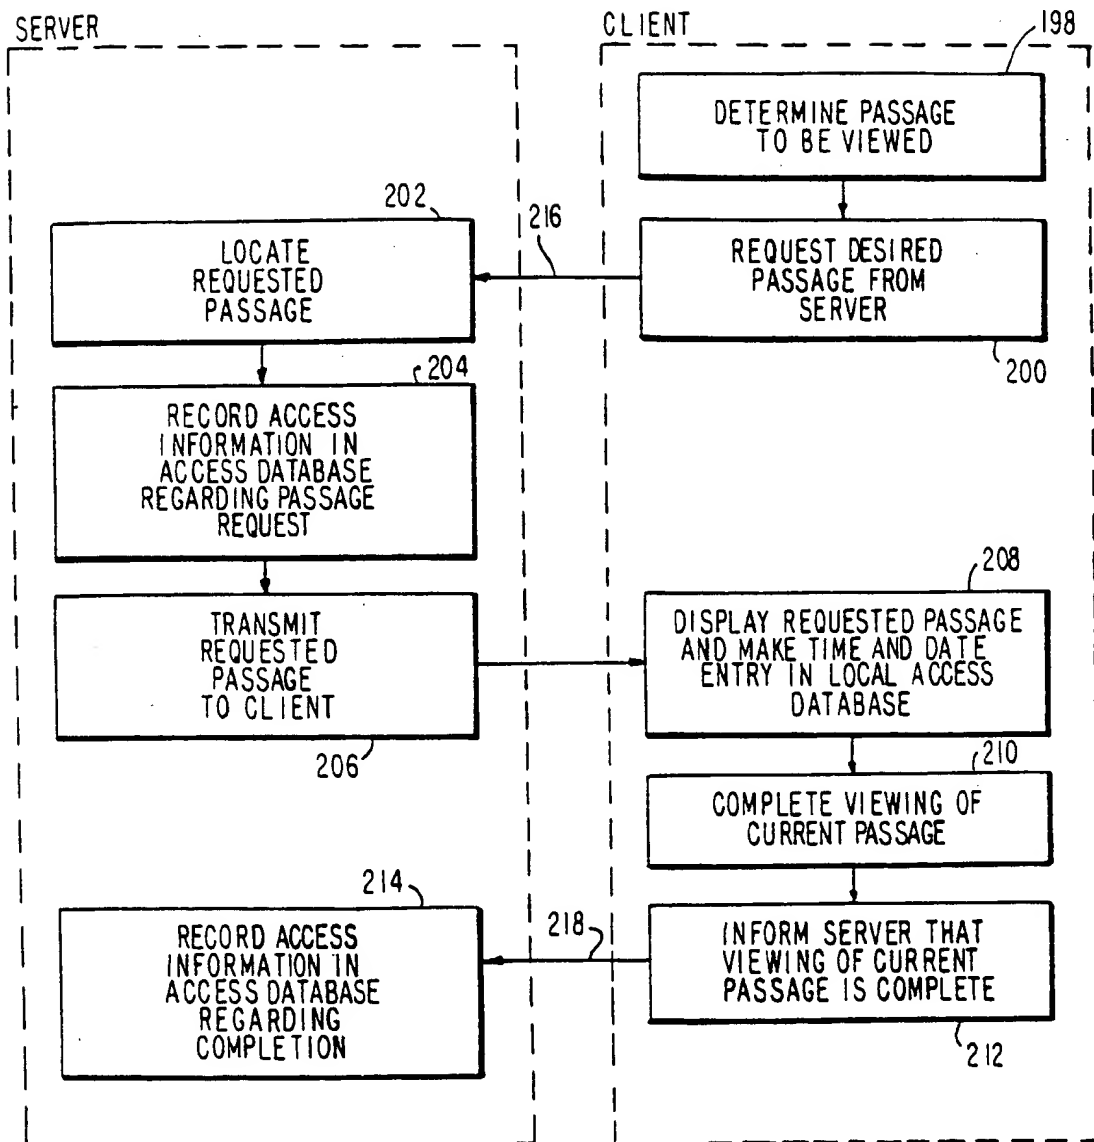 SERVER
CLIENT
198
DETERMINE PASSAGE
TO BE VIEWED
202
LOCATE
REQUESTED
PASSAGE
216
REQUEST DESIRED
PASSAGE FROM
SERVER
200
204
RECORD ACCESS
INFORMATION IN
ACCESS DATABASE
REGARDING PASSAGE
REQUEST
TRANSMIT
REQUESTED
PASSAGE
TO CLIENT
206
208
DISPLAY REQUESTED PASSAGE
AND MAKE TIME AND DATE
ENTRY IN LOCAL ACCESS
DATABASE
210
COMPLETE VIEWING OF
CURRENT PASSAGE
214
RECORD ACCESS
INFORMATION IN
ACCESS DATABASE
REGARDING
COMPLETION
218
INFORM SERVER THAT
VIEWING OF CURRENT
PASSAGE IS COMPLETE
212